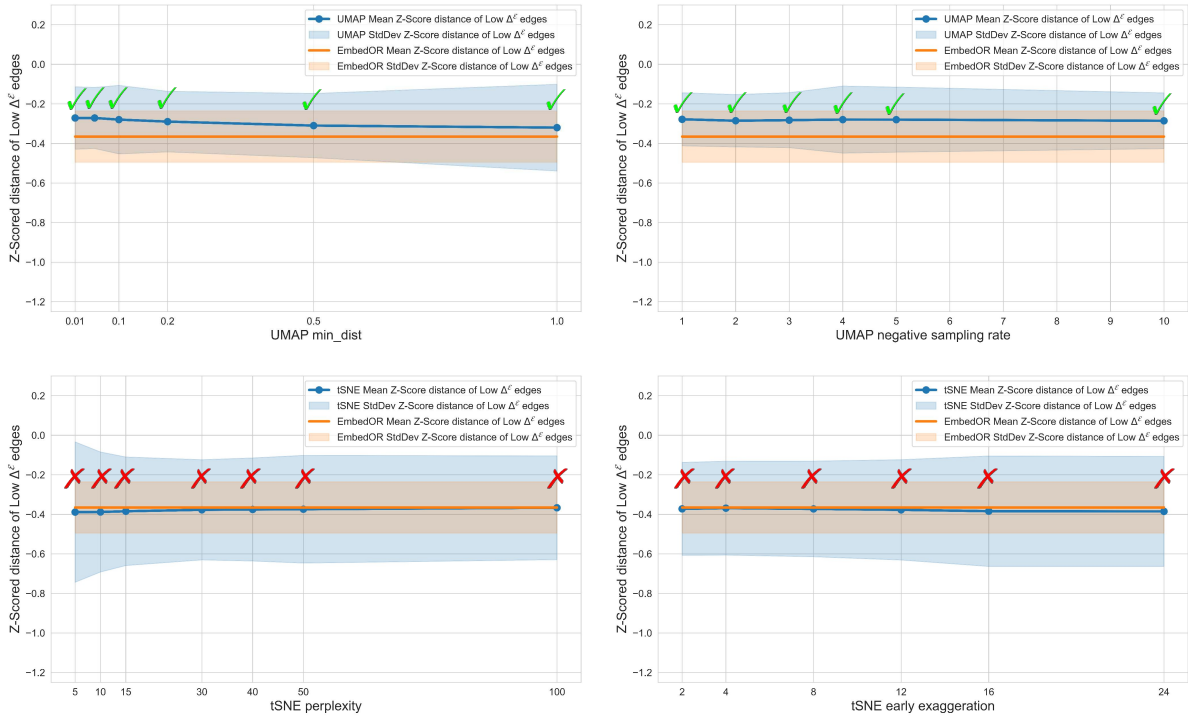 UMAP Mean Z-Score distance of Low Δ^ℰ edges
UMAP StdDev Z-Score distance of Low Δ^ℰ edges
EmbedOR Mean Z-Score distance of Low Δ^ℰ edges
EmbedOR StdDev Z-Score distance of Low Δ^ℰ edges
Z-Scored distance of Low Δ^ℰ edges
0.2
0.0
−0.2
−0.4
−0.6
−0.8
−1.0
−1.2
0.01 0.1 0.2 0.5 1.0
UMAP min_dist
UMAP Mean Z-Score distance of Low Δ^ℰ edges
UMAP StdDev Z-Score distance of Low Δ^ℰ edges
EmbedOR Mean Z-Score distance of Low Δ^ℰ edges
EmbedOR StdDev Z-Score distance of Low Δ^ℰ edges
Z-Scored distance of Low Δ^ℰ edges
0.2
0.0
−0.2
−0.4
−0.6
−0.8
−1.0
−1.2
1 2 3 4 5 6 7 8 9 10
UMAP negative sampling rate
tSNE Mean Z-Score distance of Low Δ^ℰ edges
tSNE StdDev Z-Score distance of Low Δ^ℰ edges
EmbedOR Mean Z-Score distance of Low Δ^ℰ edges
EmbedOR StdDev Z-Score distance of Low Δ^ℰ edges
Z-Scored distance of Low Δ^ℰ edges
0.2
0.0
−0.2
−0.4
−0.6
−0.8
−1.0
−1.2
5 10 15 30 40 50 100
tSNE perplexity
tSNE Mean Z-Score distance of Low Δ^ℰ edges
tSNE StdDev Z-Score distance of Low Δ^ℰ edges
EmbedOR Mean Z-Score distance of Low Δ^ℰ edges
EmbedOR StdDev Z-Score distance of Low Δ^ℰ edges
Z-Scored distance of Low Δ^ℰ edges
0.2
0.0
−0.2
−0.4
−0.6
−0.8
−1.0
−1.2
2 4 8 12 16 24
tSNE early exaggeration